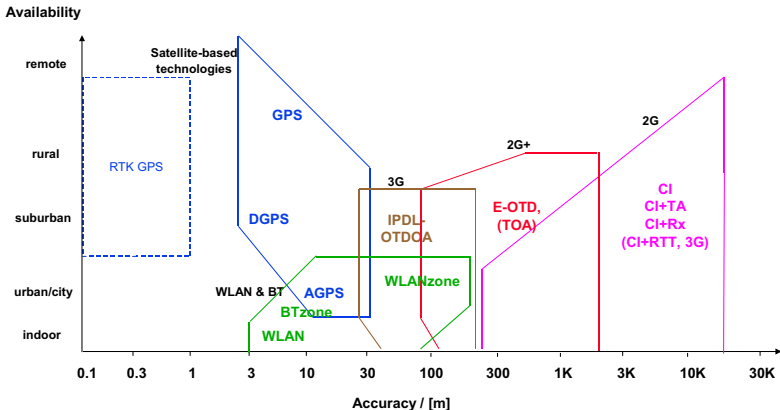 Availability
remote
rural
suburban
urban/city
indoor
Satellite-based
technologies
RTK GPS
GPS
DGPS
AGPS
WLAN & BT
BTzone
WLAN
WLANzone
3G
IPDL-
OTDOA
2G+
E-OTD,
(TOA)
2G
CI
CI+TA
CI+Rx
(CI+RTT, 3G)
0.1 0.3 1 3 10 30 100 300 1K 3K 10K 30K
Accuracy / [m]